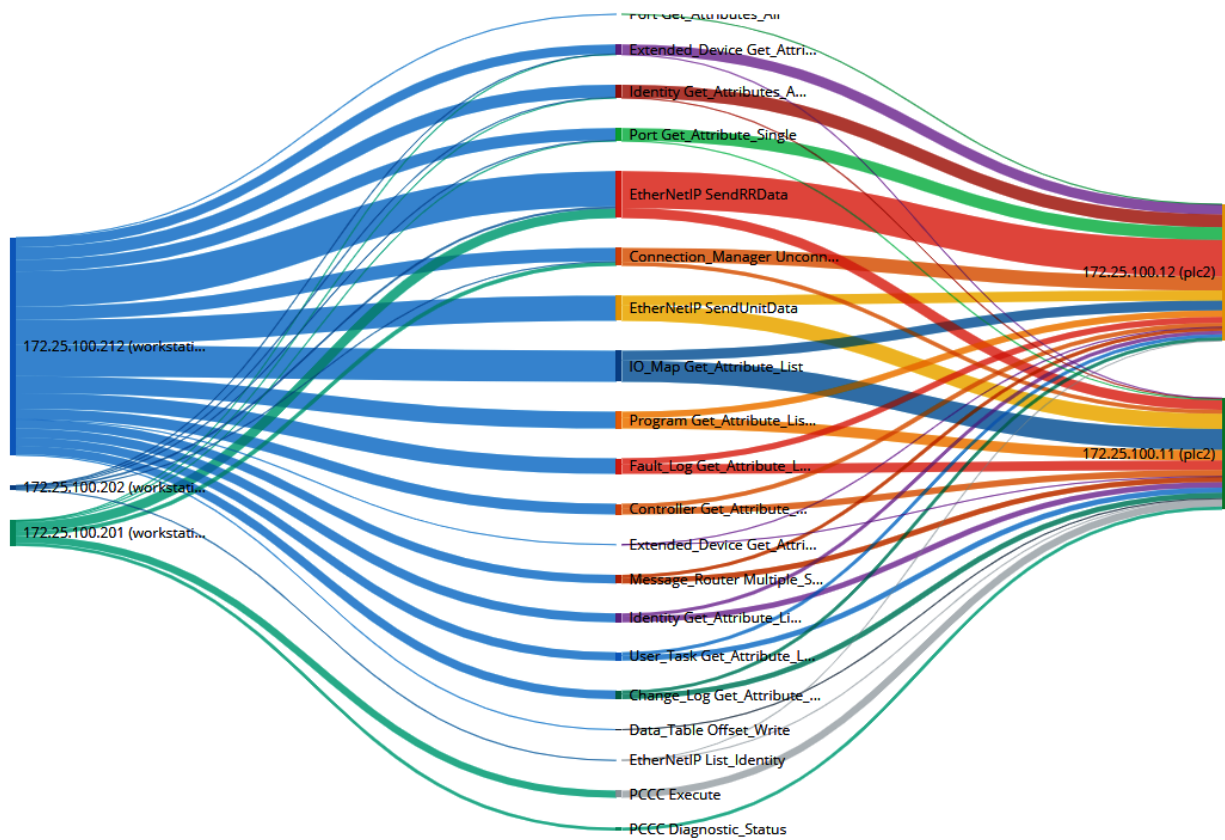 Port Get_Attributes_All
Extended_Device Get_Attri...
Identity Get_Attributes_A...
Port Get_Attribute_Single
EtherNetIP SendRRData
Connection_Manager Unconn...
172.25.100.12 (plc2)
EtherNetIP SendUnitData
172.25.100.212 (workstati...
IO_Map Get_Attribute_List
Program Get_Attribute_Lis...
172.25.100.11 (plc2)
Fault_Log Get_Attribute_L...
172.25.100.202 (workstati...
Controller Get_Attribute_...
172.25.100.201 (workstati...
Extended_Device Get_Attri...
Message_Router Multiple_S...
Identity Get_Attribute_Li...
User_Task Get_Attribute_L...
Change_Log Get_Attribute_...
Data_Table Offset_Write
EtherNetIP List_Identity
PCCC Execute
PCCC Diagnostic_Status